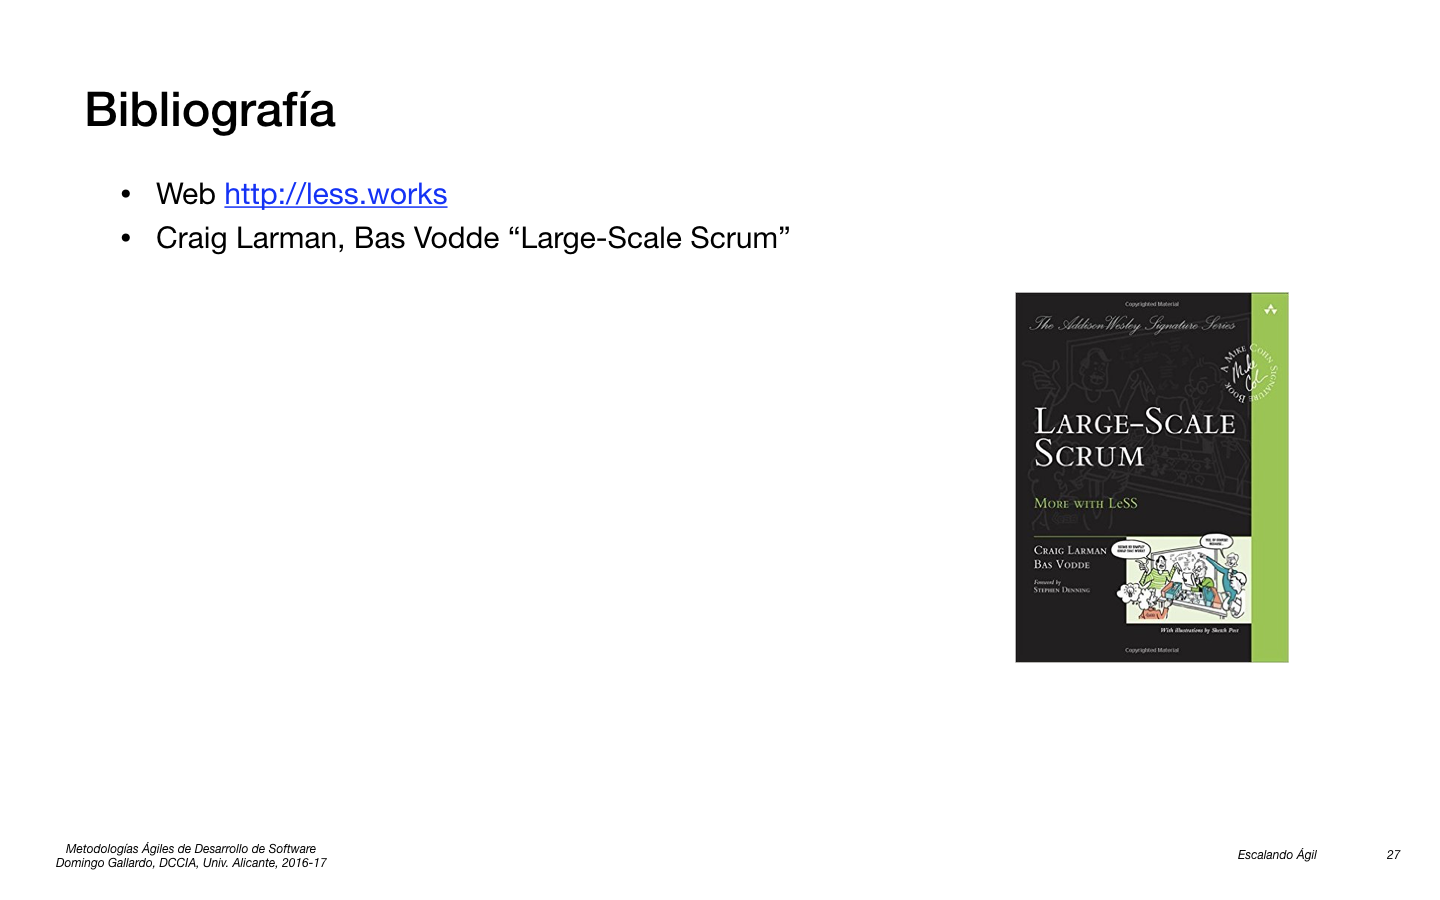 Bibliografía
• Web http://less.works
• Craig Larman, Bas Vodde “Large-Scale Scrum”
Copyrighted Material
The Addison Wesley Signature Series
A Mike Cohn Signature Book
Large-Scale
Scrum
More with LeSS
Craig Larman
Bas Vodde
Foreword by
Stephen Denning
With illustrations by Sketch Post
Copyrighted Material
Metodologías Ágiles de Desarrollo de Software
Domingo Gallardo, DCCIA, Univ. Alicante, 2016-17
Escalando Ágil
27